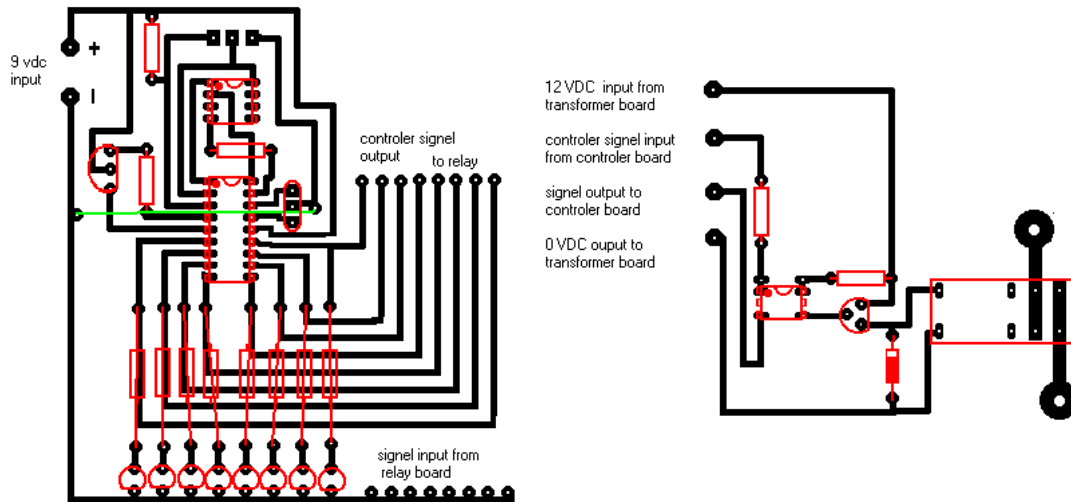 +
9 vdc
input
controler signel
output
to relay
signel input from
relay board
12 VDC input from
transformer board
controler signel input
from controler board
signel output to
controler board
0 VDC ouput to
transformer board